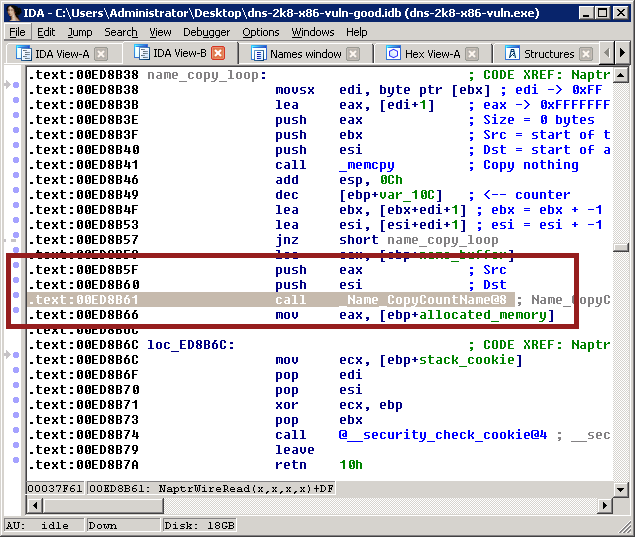 IDA - C:\Users\Administrator\Desktop\dns-2k8-x86-vuln-good.idb (dns-2k8-x86-vuln.exe)
File Jump Search View Debugger Options Windows Help
IDA View-A IDA View-B Names window Hex View-A Structures
.text:00ED8B38 name_copy_loop: ; CODE XREF: Naptr
.text:00ED8B38 movsx edi, byte ptr [ebx] ; edi -> 0xFF
.text:00ED8B3B lea eax, [edi+1] ; eax -> 0xFFFFFFF
.text:00ED8B3E push eax ; Size = 0 bytes
.text:00ED8B3F push ebx ; Src = start of t
.text:00ED8B40 push esi ; Dst = start of a
.text:00ED8B41 call _memcpy ; Copy nothing
.text:00ED8B46 add esp, 0Ch
.text:00ED8B49 dec [ebp+var_10C] ; <-- counter
.text:00ED8B4F lea ebx, [ebx+edi+1] ; ebx = ebx + -1
.text:00ED8B53 lea esi, [esi+edi+1] ; esi = esi + -1
.text:00ED8B57 jnz short name_copy_loop
.text:00ED8B59 lea eax, [ebp+name_buffer]
.text:00ED8B5F push eax ; Src
.text:00ED8B60 push esi ; Dst
.text:00ED8B61 call _Name_CopyCountName@8 ; Name_CopyC
.text:00ED8B66 mov eax, [ebp+allocated_memory]
.text:00ED8B6C
.text:00ED8B6C loc_ED8B6C: ; CODE XREF: Naptr
.text:00ED8B6C mov ecx, [ebp+stack_cookie]
.text:00ED8B6F pop edi
.text:00ED8B70 pop esi
.text:00ED8B71 xor ecx, ebp
.text:00ED8B73 pop ebx
.text:00ED8B74 call @__security_check_cookie@4 ; __sec
.text:00ED8B79 leave
.text:00ED8B7A retn 10h
00037F61 00ED8B61: NaptrWireRead(x,x,x,x)+DF
AU: idle Down Disk: 18GB